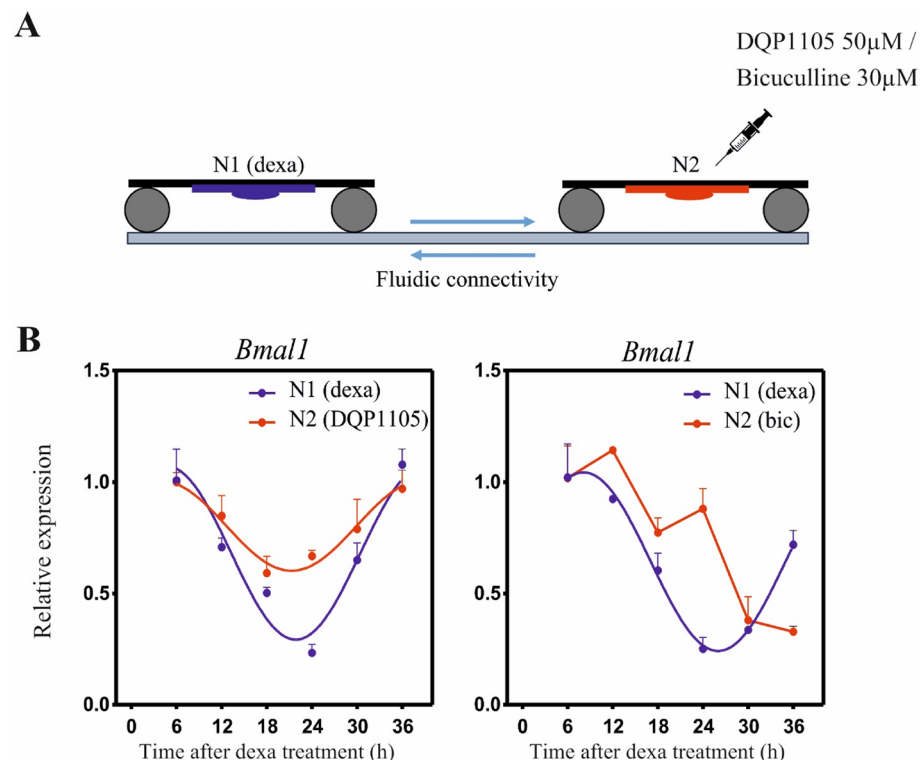 A
DQP1105 50µM /
Bicuculline 30µM
N1 (dexa)
N2
Fluidic connectivity
B
Bmal1
Relative expression
1.5
1.0
0.5
0.0
N1 (dexa)
N2 (DQP1105)
0 6 12 18 24 30 36
Time after dexa treatment (h)
Bmal1
1.5
1.0
0.5
0.0
N1 (dexa)
N2 (bic)
0 6 12 18 24 30 36
Time after dexa treatment (h)